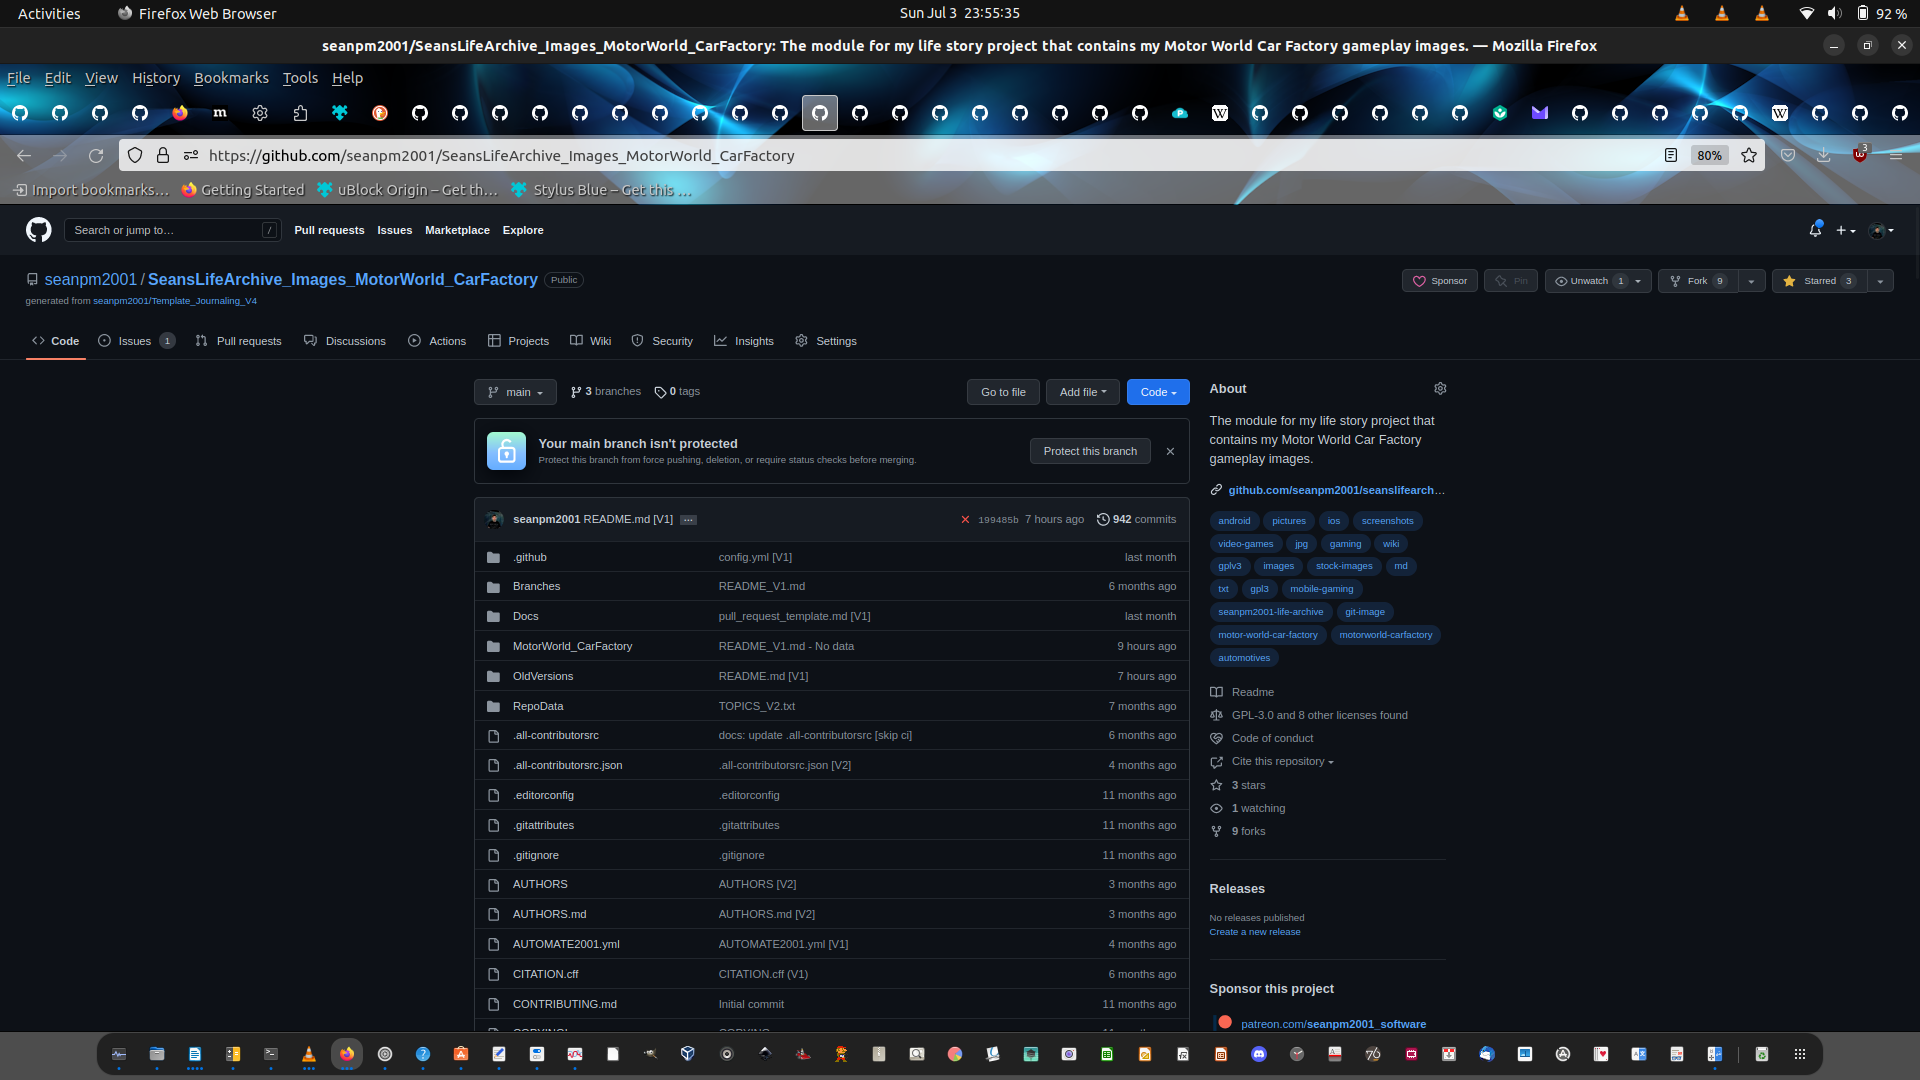 Activities
Firefox Web Browser
Sun Jul 3 23:55:35
92 %
seanpm2001/SeansLifeArchive_Images_MotorWorld_CarFactory: The module for my life story project that contains my Motor World Car Factory gameplay images. — Mozilla Firefox
File Edit View History Bookmarks Tools Help
https://github.com/seanpm2001/SeansLifeArchive_Images_MotorWorld_CarFactory
80%
3
Import bookmarks… Getting Started uBlock Origin – Get th… Stylus Blue – Get this …
Search or jump to… /
Pull requests Issues Marketplace Explore
seanpm2001 / SeansLifeArchive_Images_MotorWorld_CarFactory Public
Sponsor Pin Unwatch 1 Fork 9 Starred 3
generated from seanpm2001/Template_Journaling_V4
Code Issues 1 Pull requests Discussions Actions Projects Wiki Security Insights Settings
main 3 branches 0 tags Go to file Add file Code
Your main branch isn't protected
Protect this branch from force pushing, deletion, or require status checks before merging.
Protect this branch
seanpm2001 README.md [V1] … 199485b 7 hours ago 942 commits
.github config.yml [V1] last month
Branches README_V1.md 6 months ago
Docs pull_request_template.md [V1] last month
MotorWorld_CarFactory README_V1.md - No data 9 hours ago
OldVersions README.md [V1] 7 hours ago
RepoData TOPICS_V2.txt 7 months ago
.all-contributorsrc docs: update .all-contributorsrc [skip ci] 6 months ago
.all-contributorsrc.json .all-contributorsrc.json [V2] 4 months ago
.editorconfig .editorconfig 11 months ago
.gitattributes .gitattributes 11 months ago
.gitignore .gitignore 11 months ago
AUTHORS AUTHORS [V2] 3 months ago
AUTHORS.md AUTHORS.md [V2] 3 months ago
AUTOMATE2001.yml AUTOMATE2001.yml [V1] 4 months ago
CITATION.cff CITATION.cff (V1) 6 months ago
CONTRIBUTING.md Initial commit 11 months ago
About
The module for my life story project that
contains my Motor World Car Factory
gameplay images.
github.com/seanpm2001/seanslifearch…
android pictures ios screenshots
video-games jpg gaming wiki
gplv3 images stock-images md
txt gpl3 mobile-gaming
seanpm2001-life-archive git-image
motor-world-car-factory motorworld-carfactory
automotives
Readme
GPL-3.0 and 8 other licenses found
Code of conduct
Cite this repository
3 stars
1 watching
9 forks
Releases
No releases published
Create a new release
Sponsor this project
patreon.com/seanpm2001_software